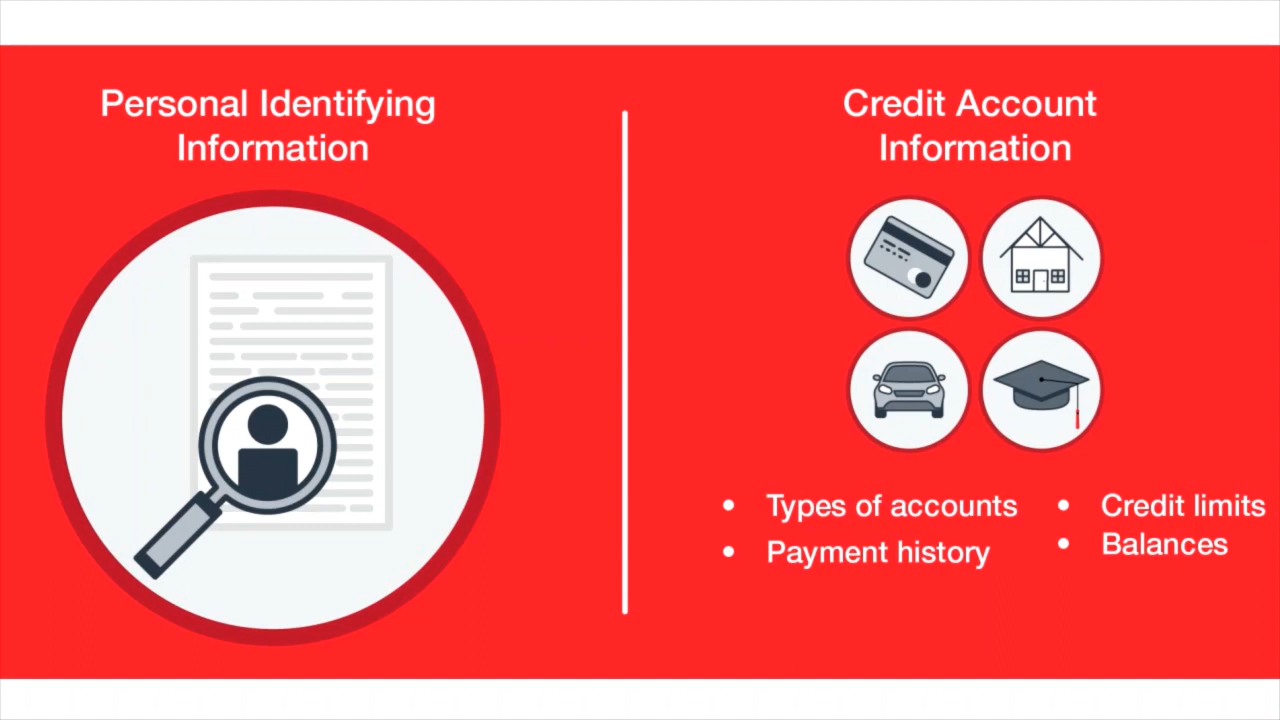 Personal Identifying
Information
Credit Account
Information
• Types of accounts
• Payment history
• Credit limits
• Balances